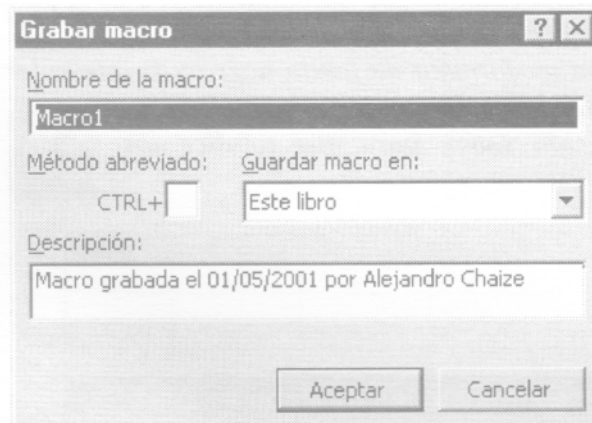 Grabar macro
Nombre de la macro:
Macro1
Método abreviado: Guardar macro en:
CTRL+ Este libro
Descripción:
Macro grabada el 01/05/2001 por Alejandro Chaize
Aceptar Cancelar